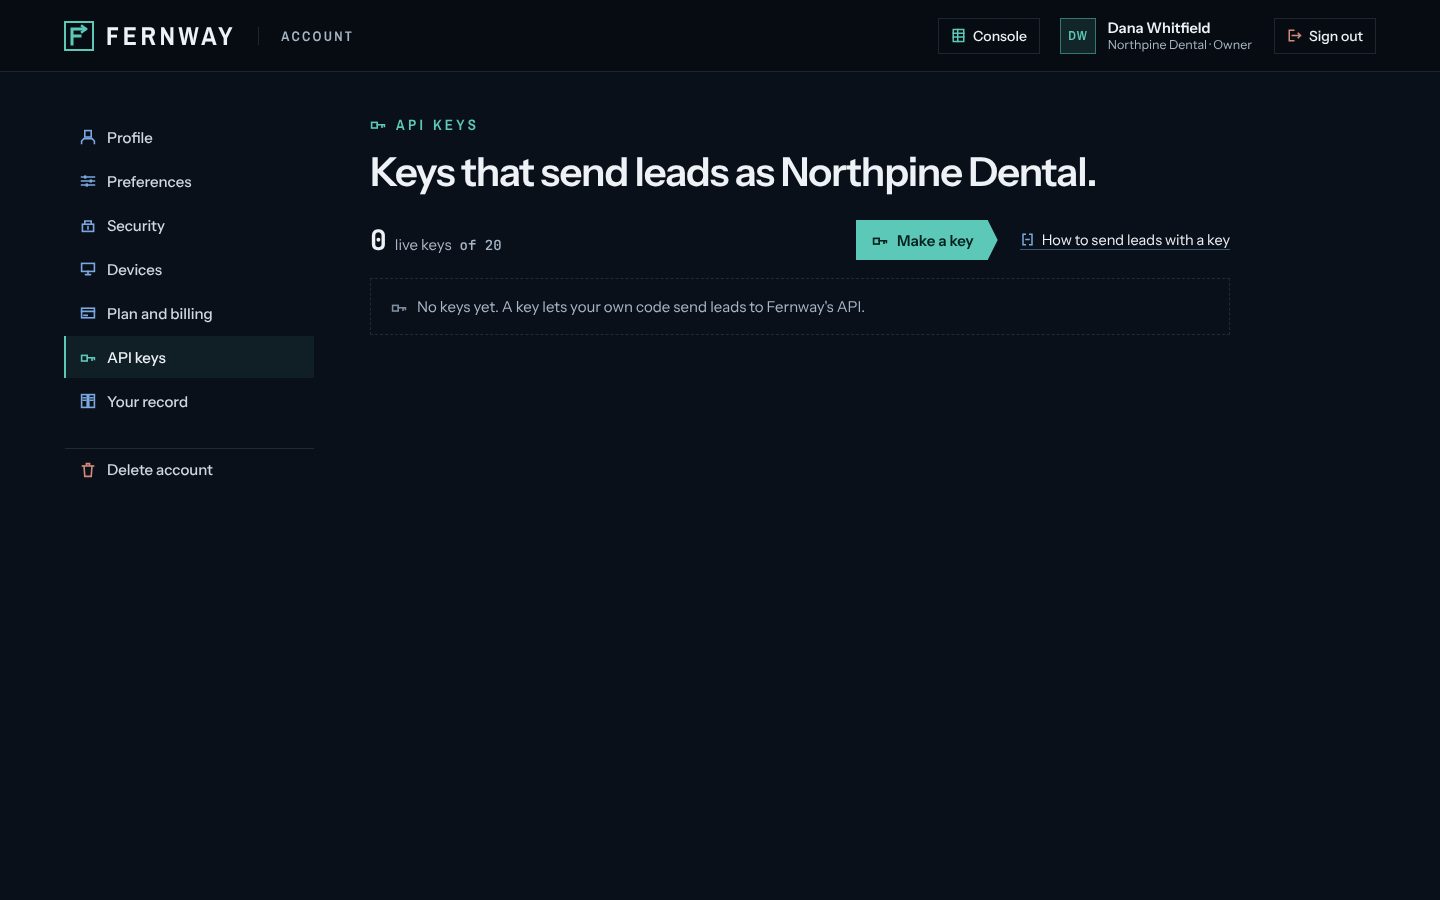 FERNWAY
ACCOUNT
Console
DW
Dana Whitfield
Northpine Dental · Owner
Sign out
Profile
Preferences
Security
Devices
Plan and billing
API keys
Your record
Delete account
API KEYS
Keys that send leads as Northpine Dental.
0 live keys of 20
Make a key
How to send leads with a key
No keys yet. A key lets your own code send leads to Fernway's API.